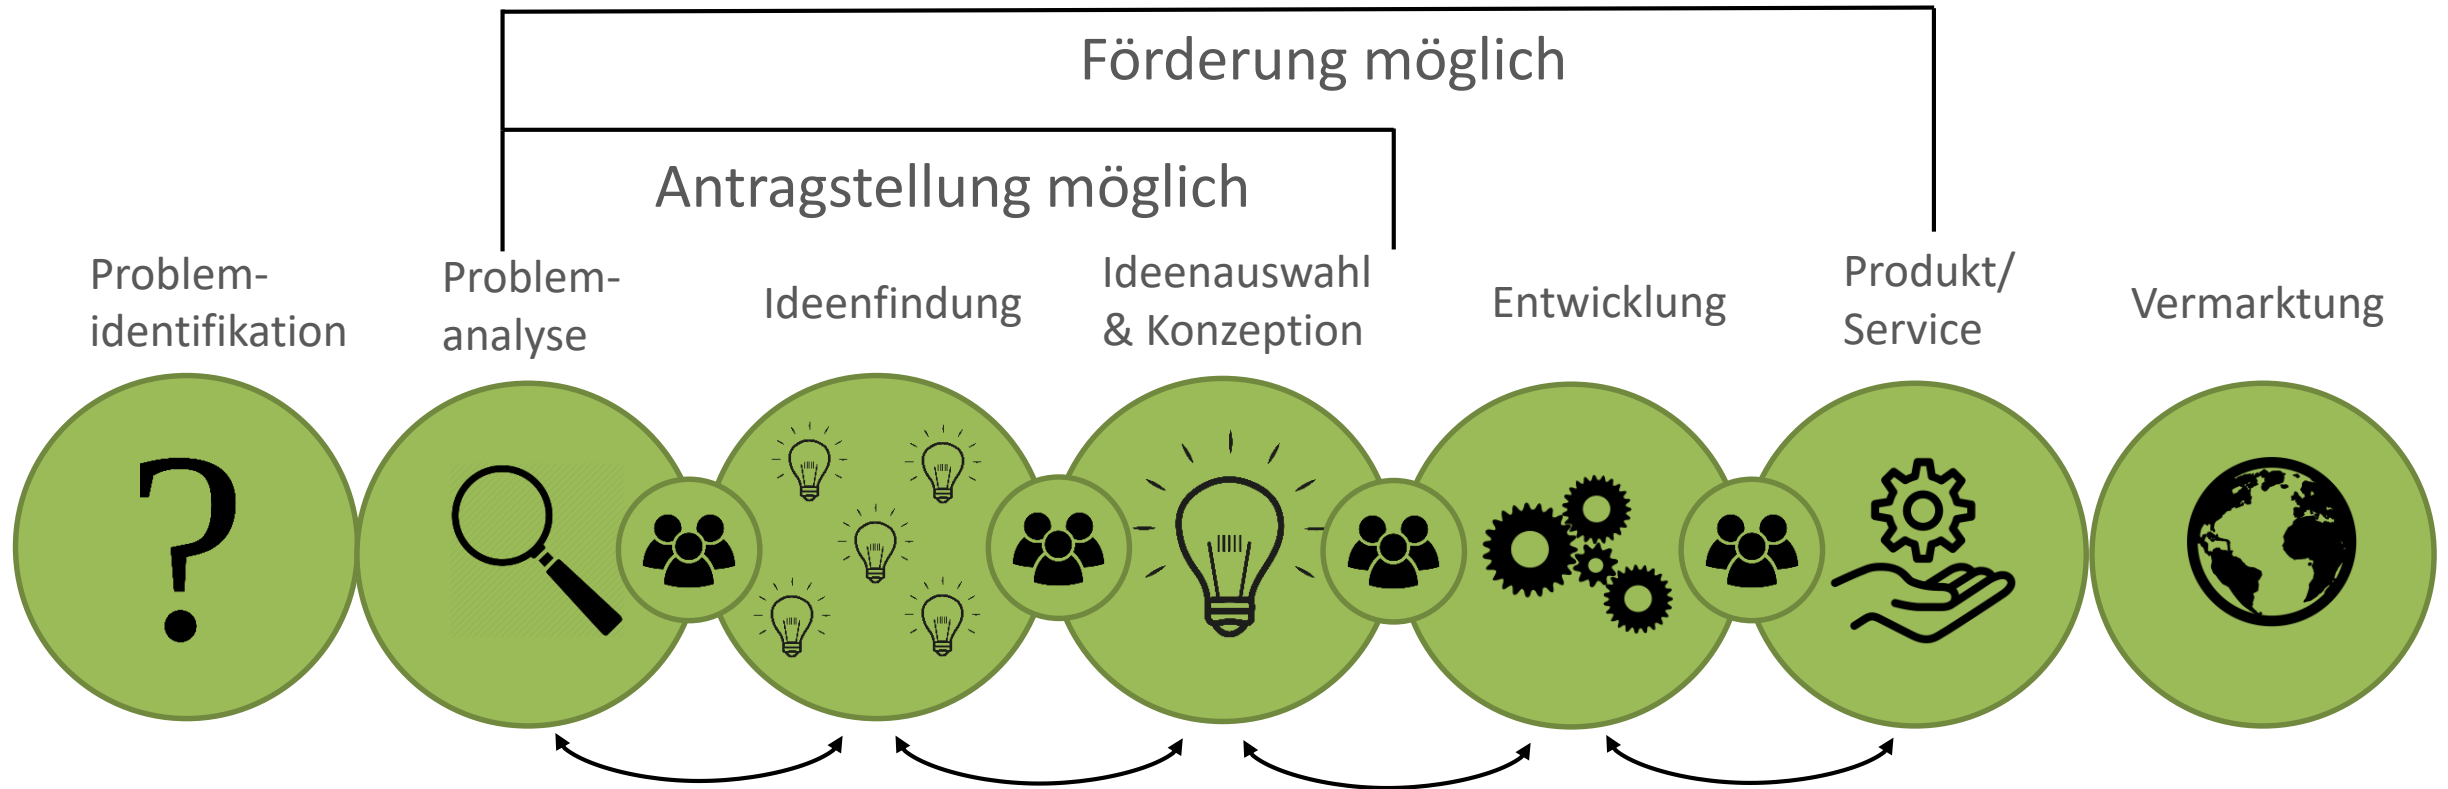 Förderung möglich
Antragstellung möglich
Problem-
identifikation
Problem-
analyse
Ideenfindung
Ideenauswahl
& Konzeption
Entwicklung
Produkt/
Service
Vermarktung
?